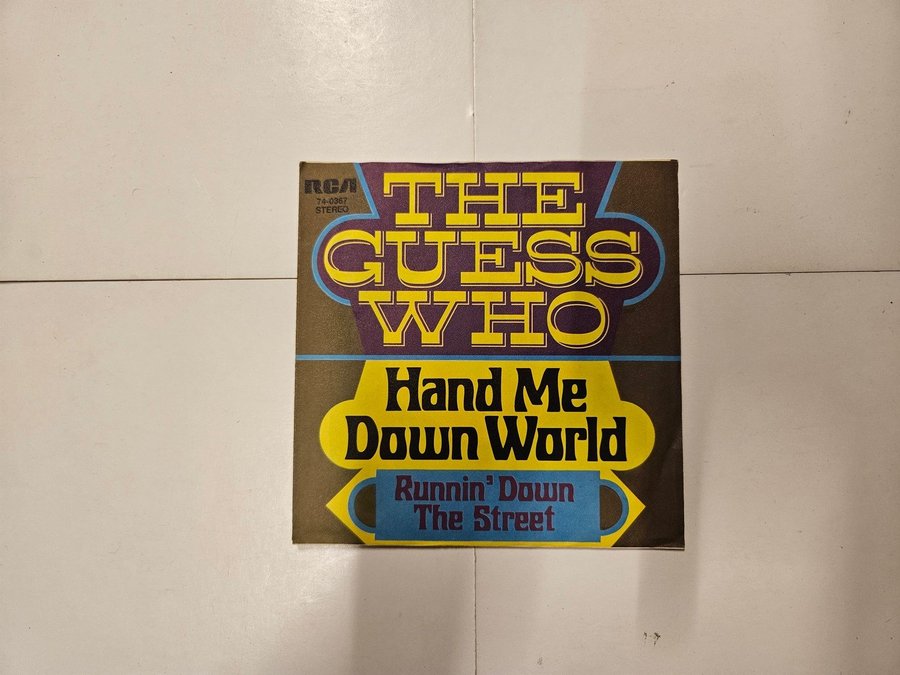 RCA
74-0367
STEREO
THE
GUESS
WHO
Hand Me
Down World
Runnin' Down
The Street